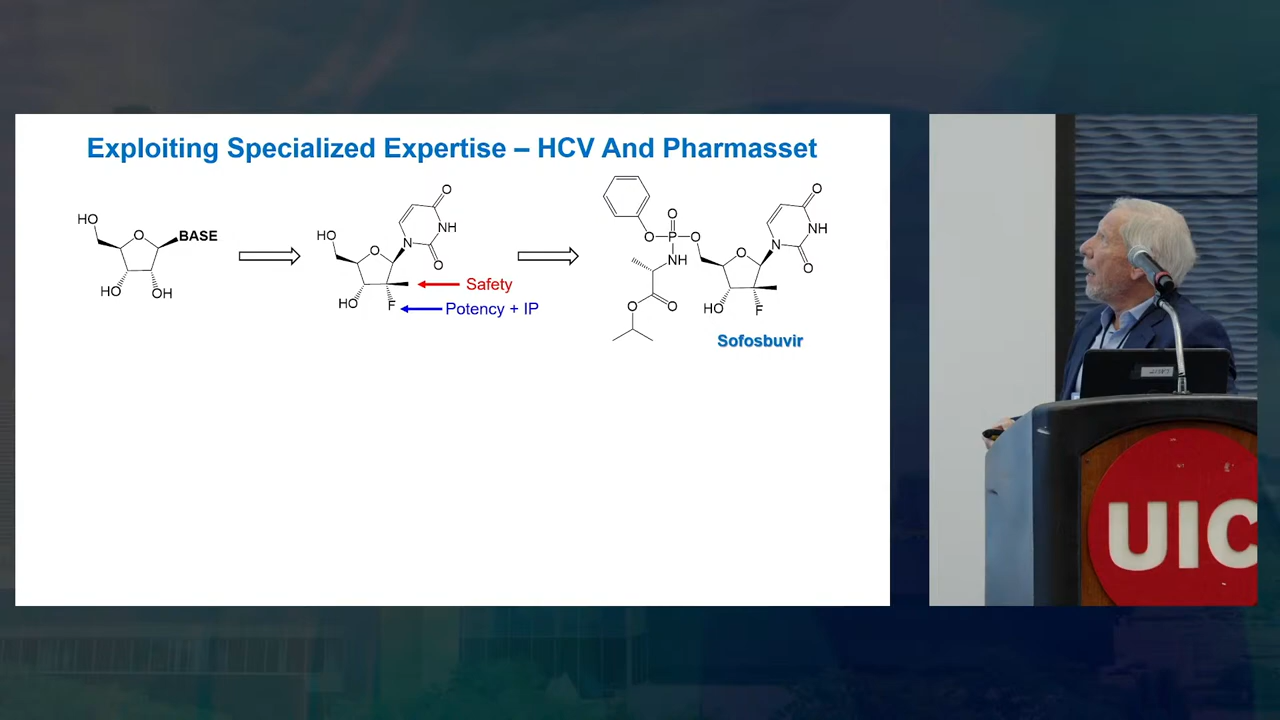 Exploiting Specialized Expertise – HCV And Pharmasset
HO
O
BASE
HO
OH
HO
O
N
O
NH
O
HO
F
Safety
Potency + IP
O
O
P
O
NH
O
O
O
N
O
NH
O
HO
F
Sofosbuvir
UIC